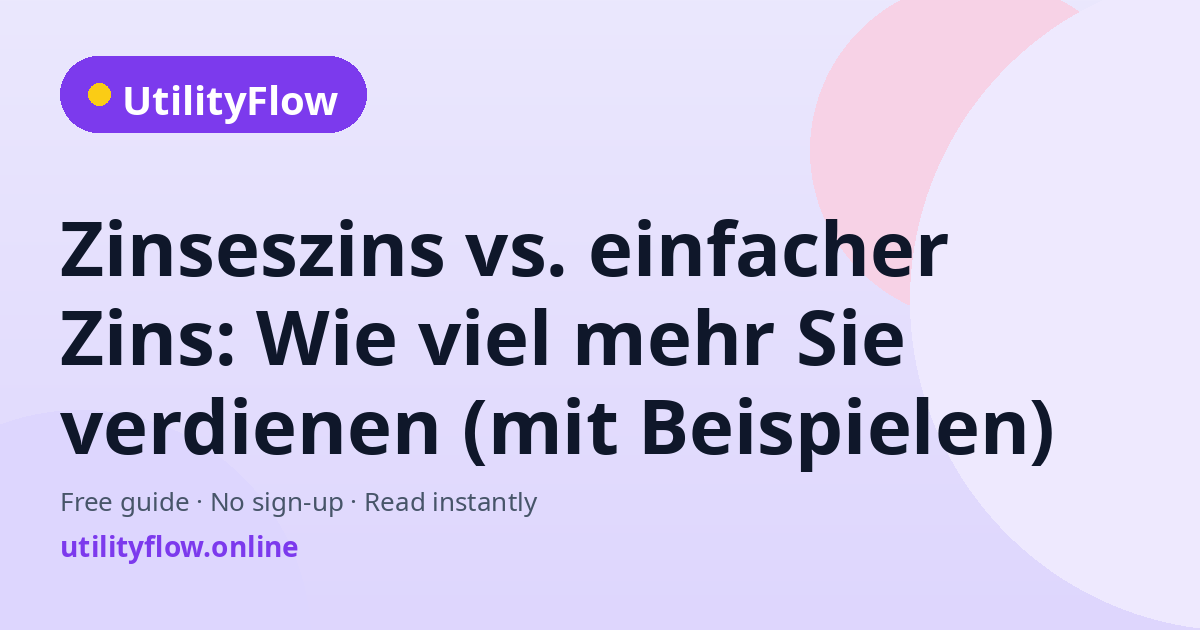 UtilityFlow
Zinseszins vs. einfacher
Zins: Wie viel mehr Sie
verdienen (mit Beispielen)
Free guide · No sign-up · Read instantly
utilityflow.online